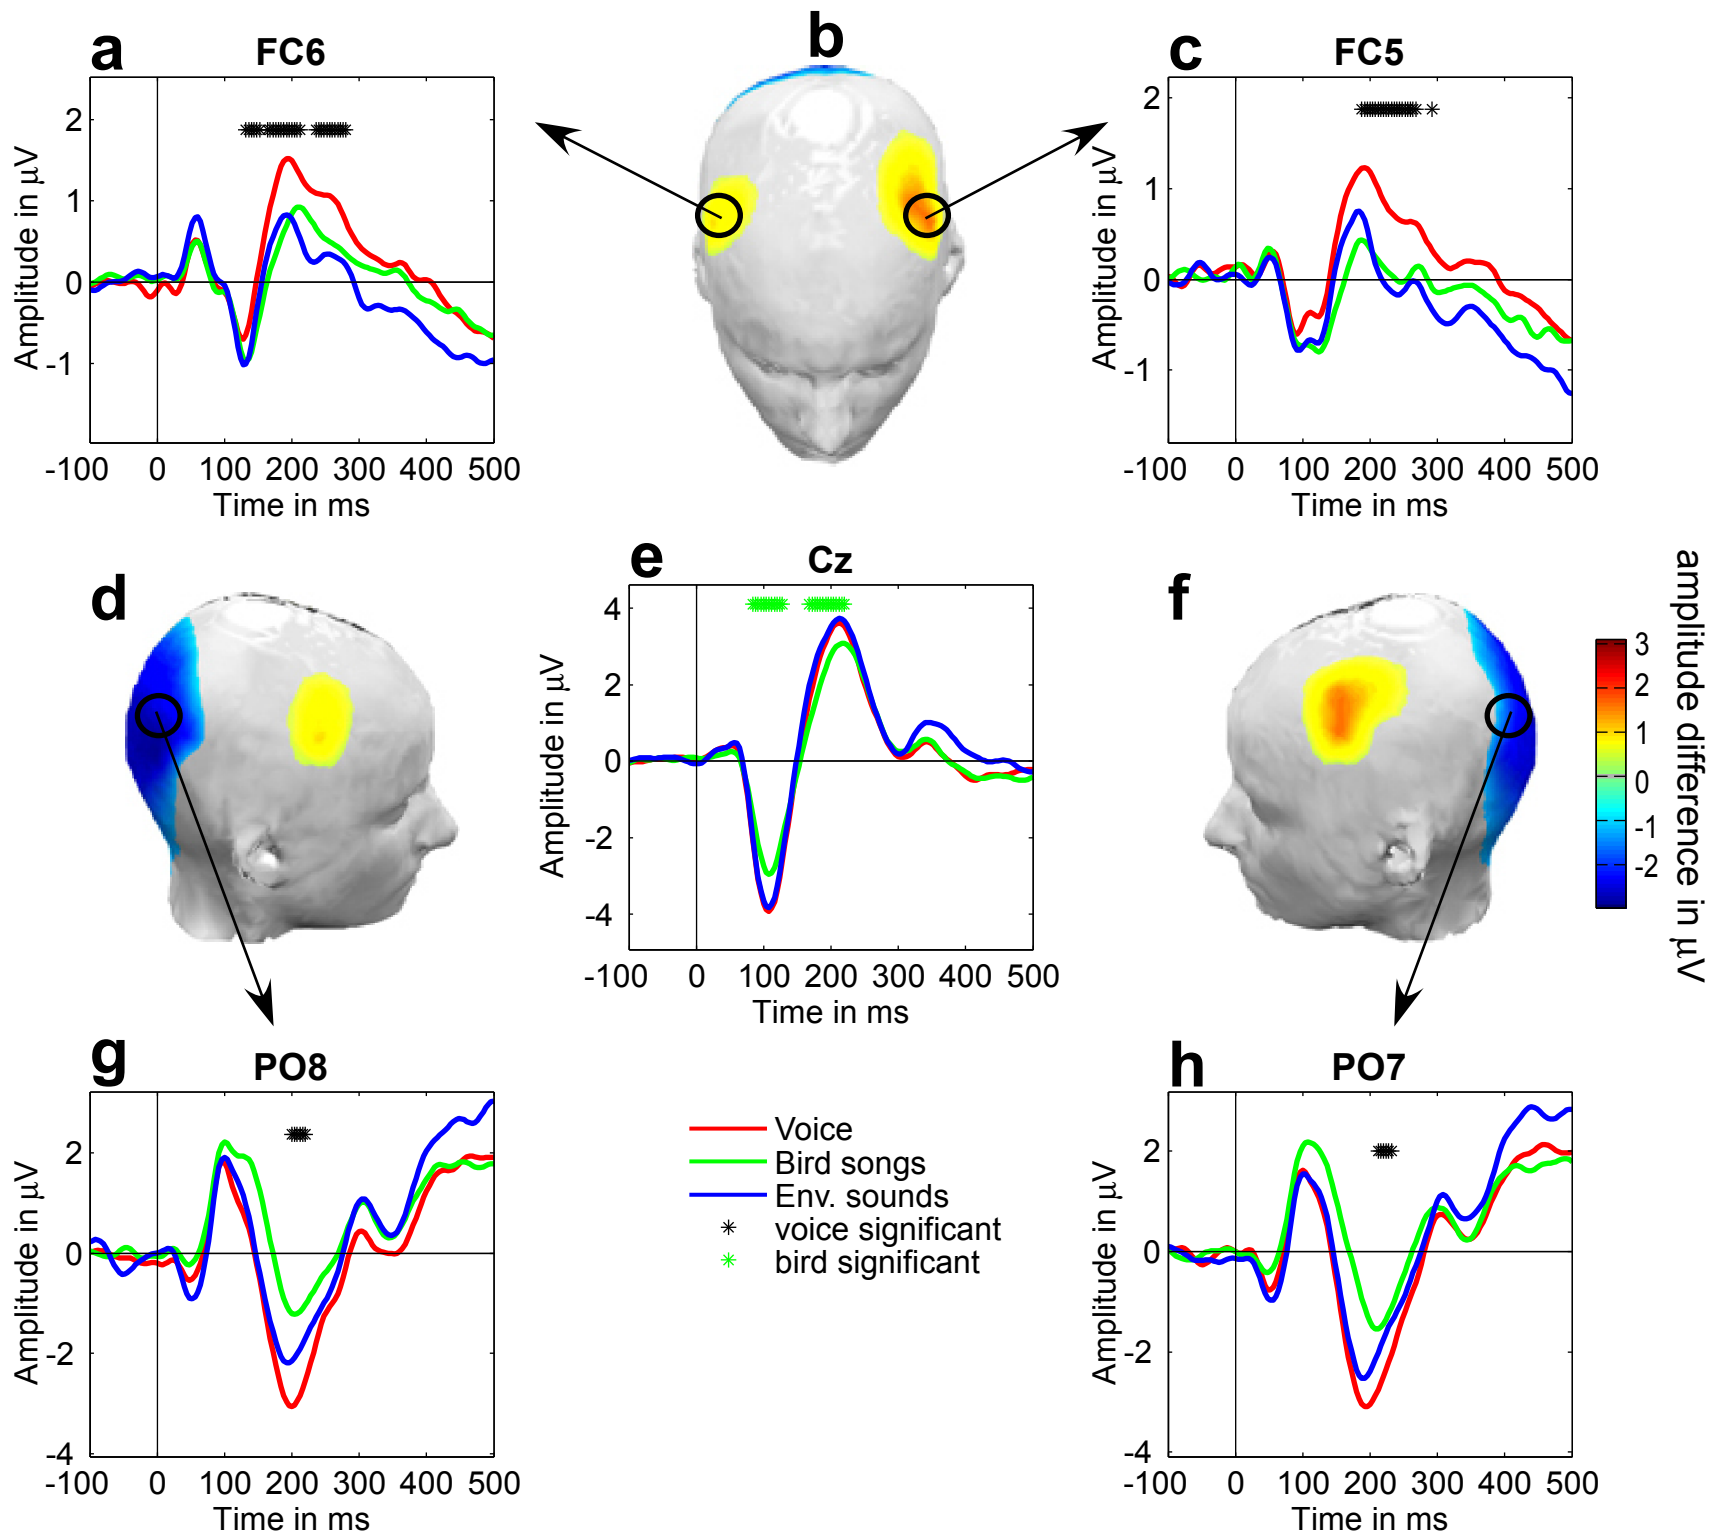 a
FC6
Amplitude in µV
2
1
0
-1
-100 0 100 200 300 400 500
Time in ms
b
c
FC5
Amplitude in µV
2
1
0
-1
-100 0 100 200 300 400 500
Time in ms
d
e
Cz
Amplitude in µV
4
2
0
-2
-4
-100 0 100 200 300 400 500
Time in ms
f
3
2
1
0
-1
-2
amplitude difference in µV
g
PO8
Amplitude in µV
2
0
-2
-4
-100 0 100 200 300 400 500
Time in ms
Voice
Bird songs
Env. sounds
voice significant
bird significant
h
PO7
Amplitude in µV
2
0
-2
-4
-100 0 100 200 300 400 500
Time in ms